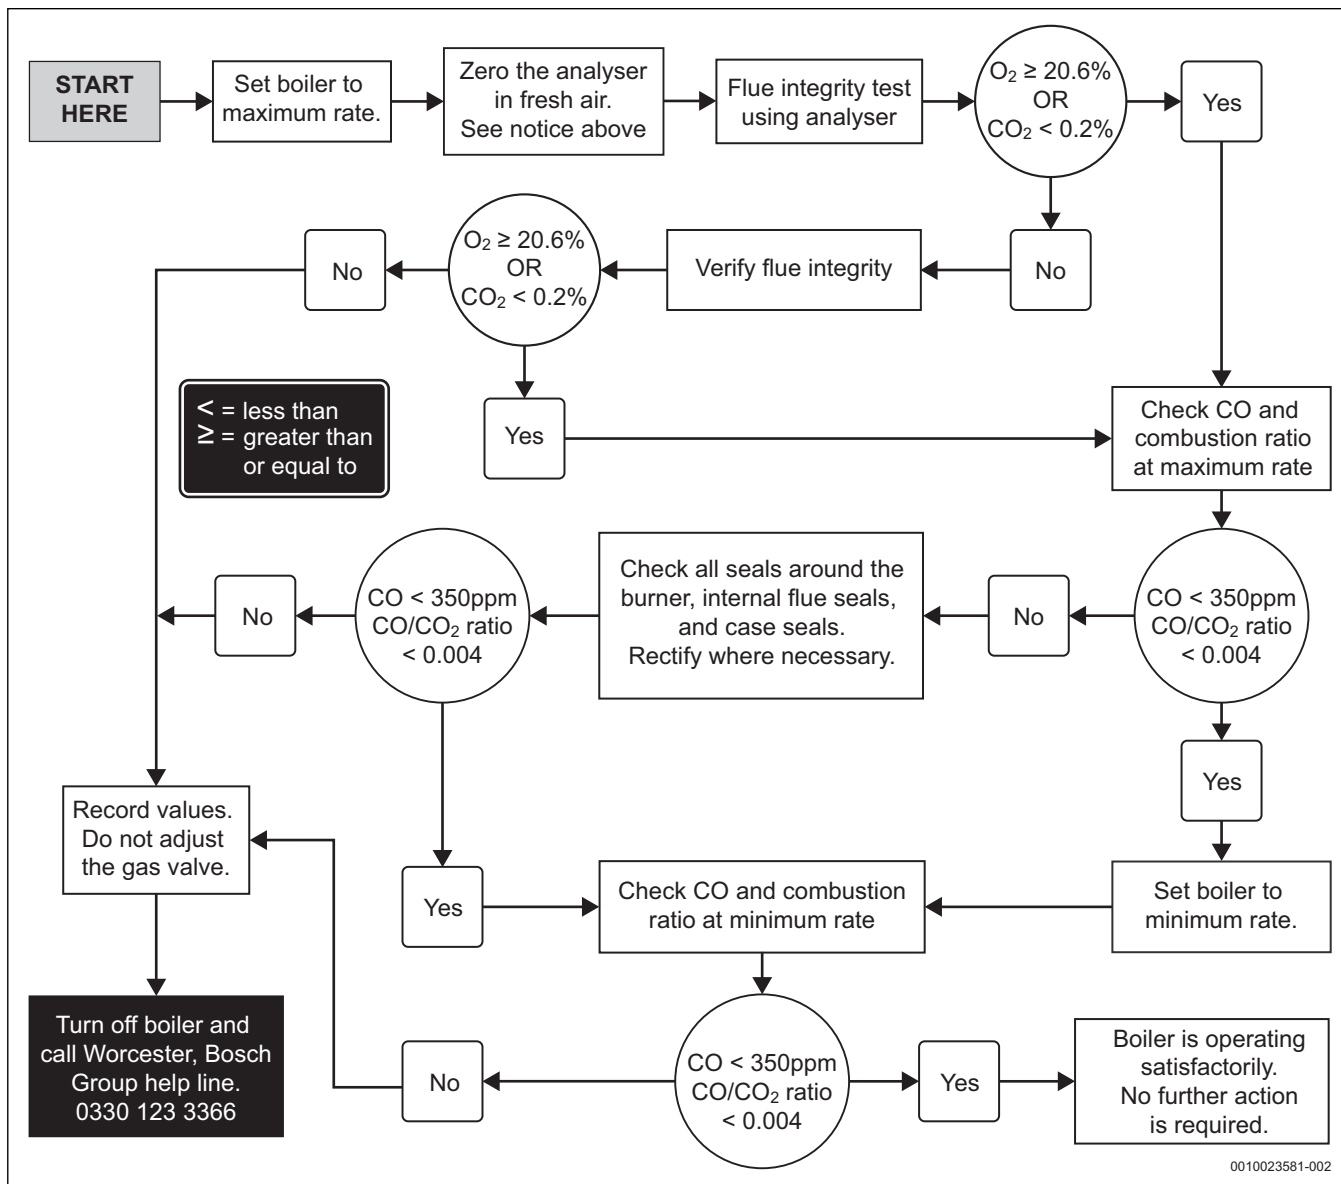 START
HERE
Set boiler to
maximum rate.
Zero the analyser
in fresh air.
See notice above
Flue integrity test
using analyser
O₂ ≥ 20.6%
OR
CO₂ < 0.2%
Yes
No
Verify flue integrity
O₂ ≥ 20.6%
OR
CO₂ < 0.2%
No
Yes
< = less than
≥ = greater than
or equal to
Check CO and
combustion ratio
at maximum rate
CO < 350ppm
CO/CO₂ ratio
< 0.004
No
Check all seals around the
burner, internal flue seals,
and case seals.
Rectify where necessary.
CO < 350ppm
CO/CO₂ ratio
< 0.004
No
Yes
Yes
Set boiler to
minimum rate.
Check CO and combustion
ratio at minimum rate
CO < 350ppm
CO/CO₂ ratio
< 0.004
No
Yes
Boiler is operating
satisfactorily.
No further action
is required.
Record values.
Do not adjust
the gas valve.
Turn off boiler and
call Worcester, Bosch
Group help line.
0330 123 3366
0010023581-002